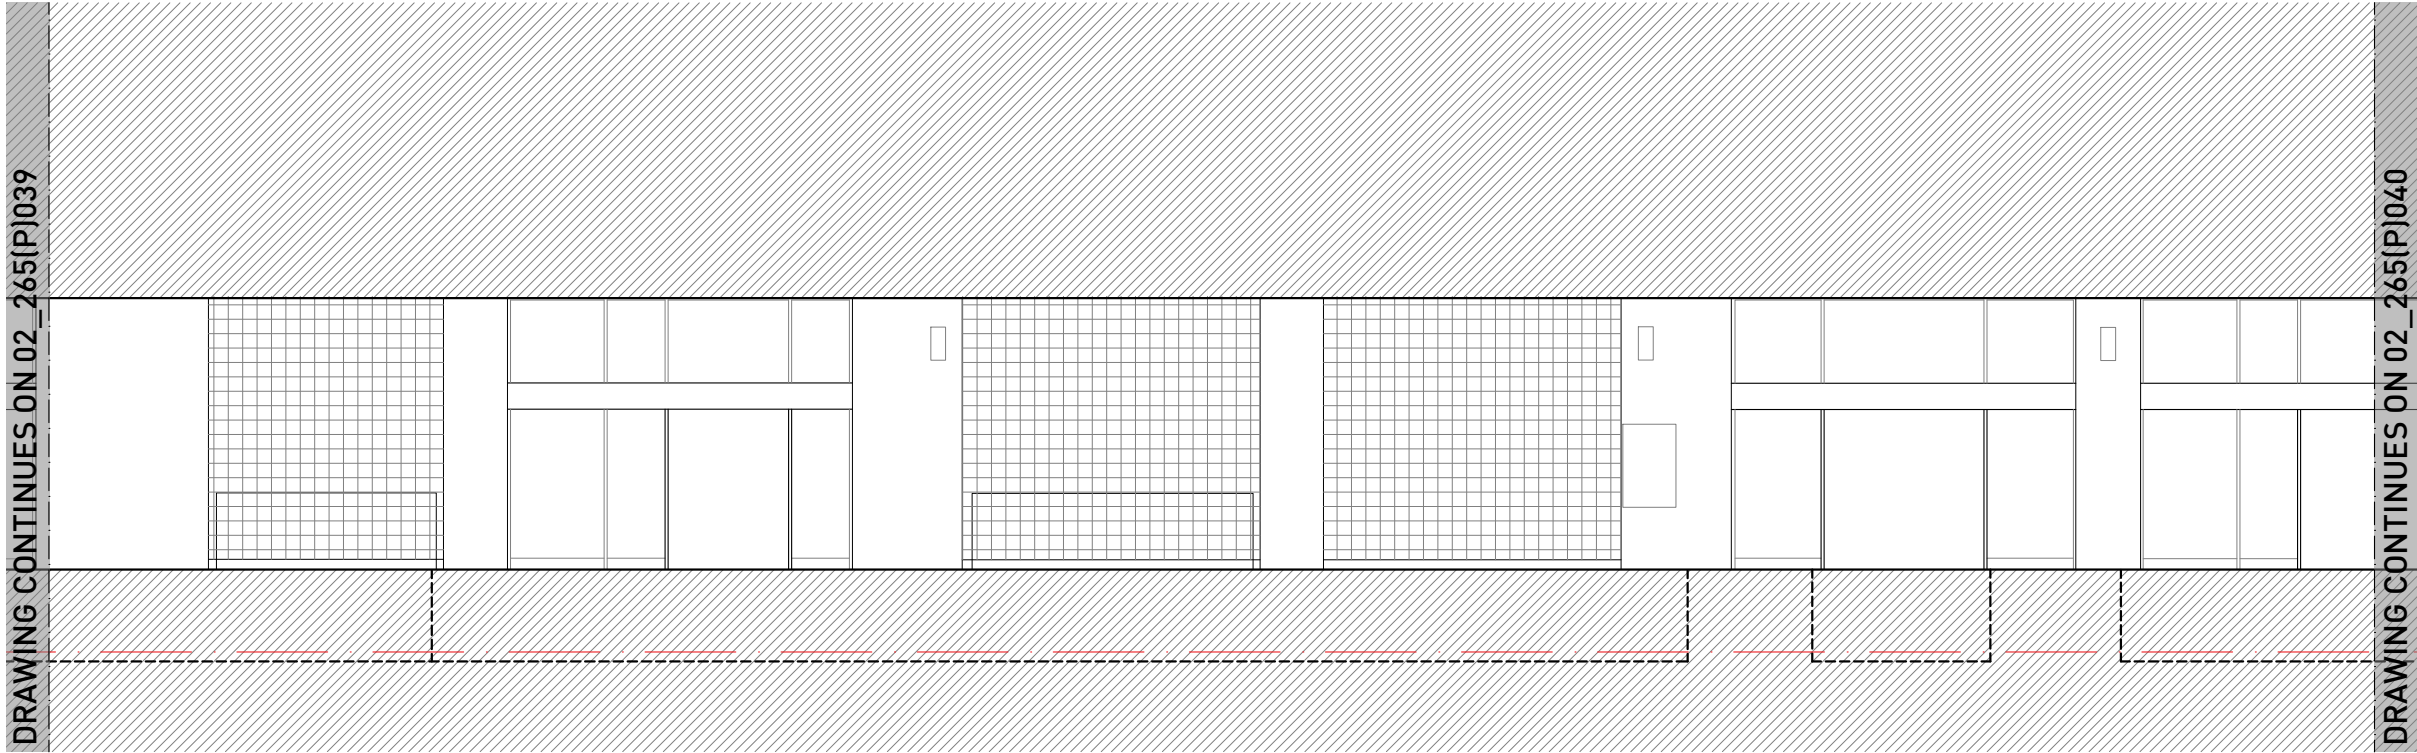 DRAWING CONTINUES ON 02_265(P)039
DRAWING CONTINUES ON 02_265(P)040